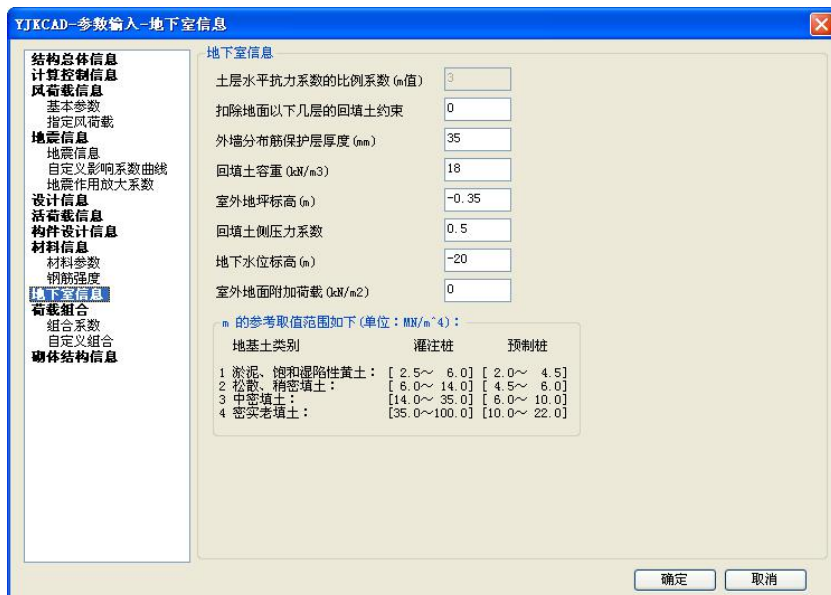 YJKCAD-参数输入-地下室信息
结构总体信息
计算控制信息
风荷载信息
基本参数
指定风荷载
地震信息
地震信息
自定义影响系数曲线
地震作用放大系数
设计信息
活荷载信息
构件设计信息
材料信息
材料参数
钢筋强度
地下室信息
荷载组合
组合系数
自定义组合
砌体结构信息
地下室信息
土层水平抗力系数的比例系数(m值) 3
扣除地面以下几层的回填土约束 0
外墙分布筋保护层厚度(mm) 35
回填土容重(kN/m3) 18
室外地坪标高(m) -0.35
回填土侧压力系数 0.5
地下水位标高(m) -20
室外地面附加荷载(kN/m2) 0
m 的参考取值范围如下(单位：MN/m^4)：
地基土类别 灌注桩 预制桩
1 淤泥、饱和湿陷性黄土： [ 2.5～ 6.0] [ 2.0～ 4.5]
2 松散、稍密填土： [ 6.0～ 14.0] [ 4.5～ 6.0]
3 中密填土： [14.0～ 35.0] [ 6.0～ 10.0]
4 密实老填土： [35.0～100.0] [10.0～ 22.0]
确定 取消